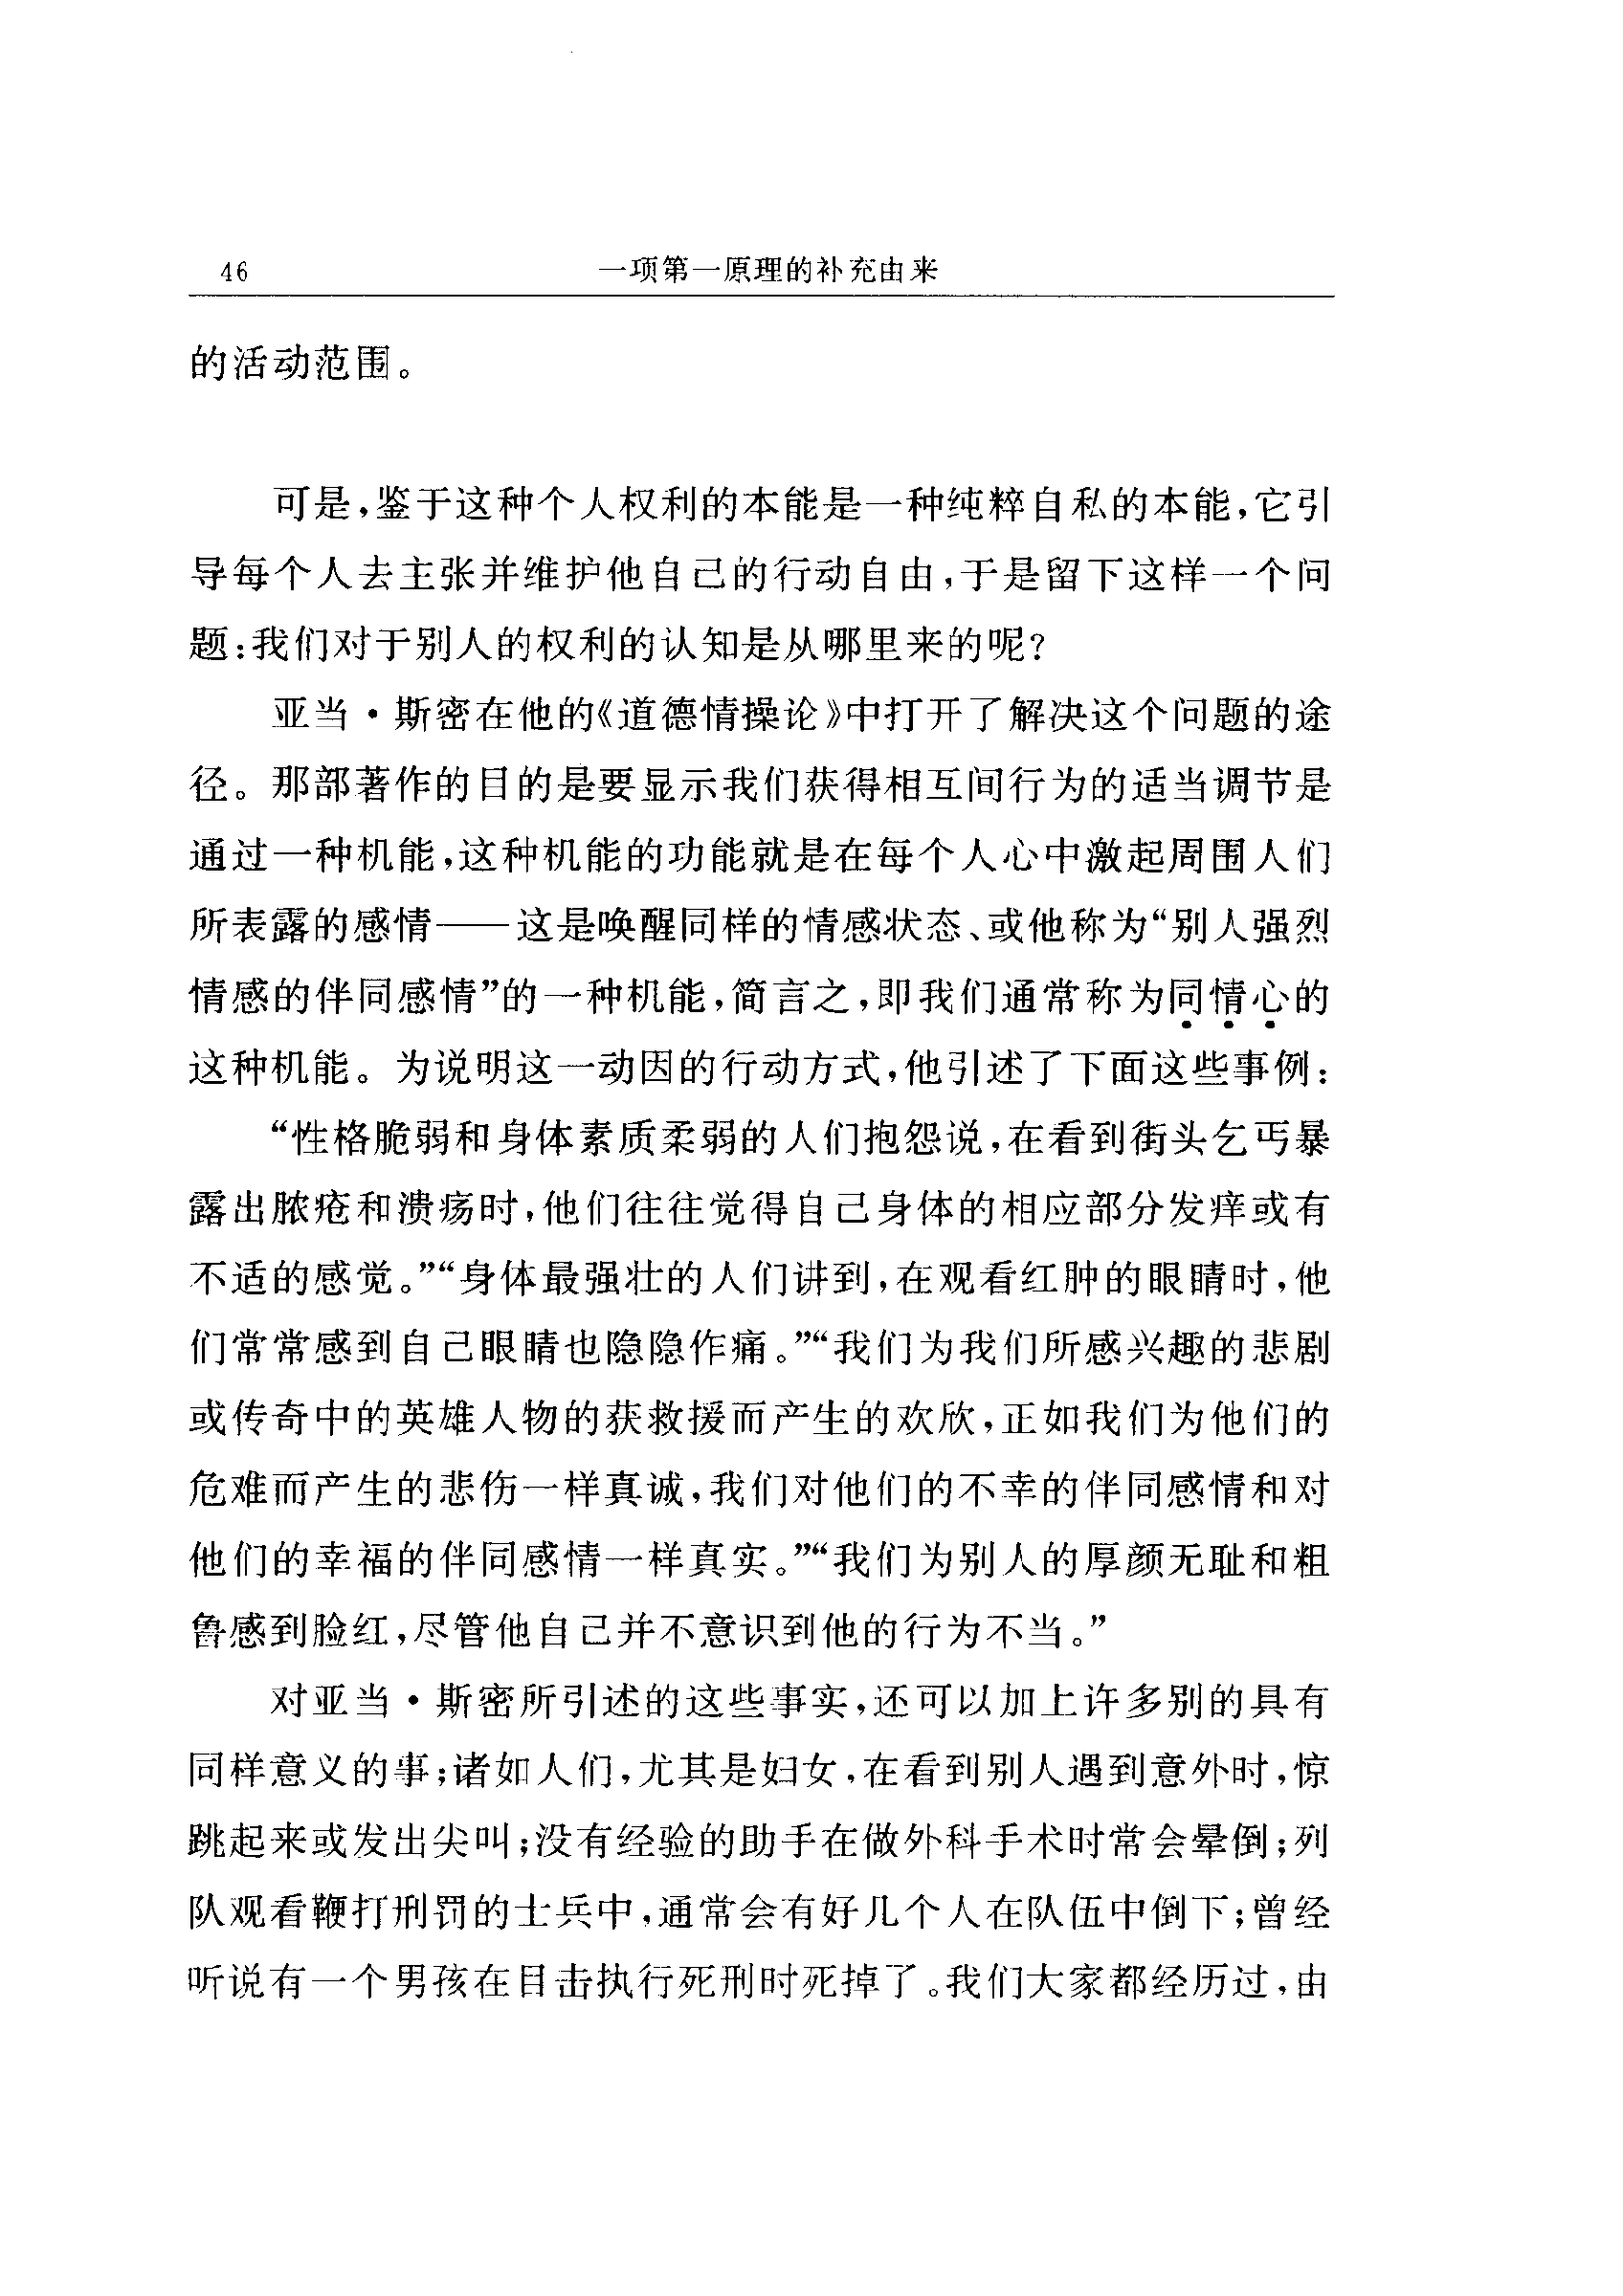 46 一项第一原理的补充由来
的活动范围。
可是,鉴于这种个人权利的本能是一种纯粹自私的本能,它引
导每个人去主张并维护他自己的行动自由,于是留下这样一个问
题:我们对于别人的权利的认知是从哪里来的呢?
亚当·斯密在他的《道德情操论》中打开了解决这个问题的途
径。那部著作的目的是要显示我们获得相互间行为的适当调节是
通过一种机能,这种机能的功能就是在每个人心中激起周围人们
所表露的感情——这是唤醒同样的情感状态、或他称为“别人强烈
情感的伴同感情”的一种机能,简言之,即我们通常称为同情心的
这种机能。为说明这一动因的行动方式,他引述了下面这些事例:
“性格脆弱和身体素质柔弱的人们抱怨说,在看到街头乞丐暴
露出脓疮和溃疡时,他们往往觉得自己身体的相应部分发痒或有
不适的感觉。”“身体最强壮的人们讲到,在观看红肿的眼睛时,他
们常常感到自己眼睛也隐隐作痛。”“我们为我们所感兴趣的悲剧
或传奇中的英雄人物的获救援而产生的欢欣,正如我们为他们的
危难而产生的悲伤一样真诚,我们对他们的不幸的伴同感情和对
他们的幸福的伴同感情一样真实。”“我们为别人的厚颜无耻和粗
鲁感到脸红,尽管他自己并不意识到他的行为不当。”
对亚当·斯密所引述的这些事实,还可以加上许多别的具有
同样意义的事;诸如人们,尤其是妇女,在看到别人遇到意外时,惊
跳起来或发出尖叫;没有经验的助手在做外科手术时常会晕倒;列
队观看鞭打刑罚的士兵中,通常会有好几个人在队伍中倒下;曾经
听说有一个男孩在目击执行死刑时死掉了。我们大家都经历过,由